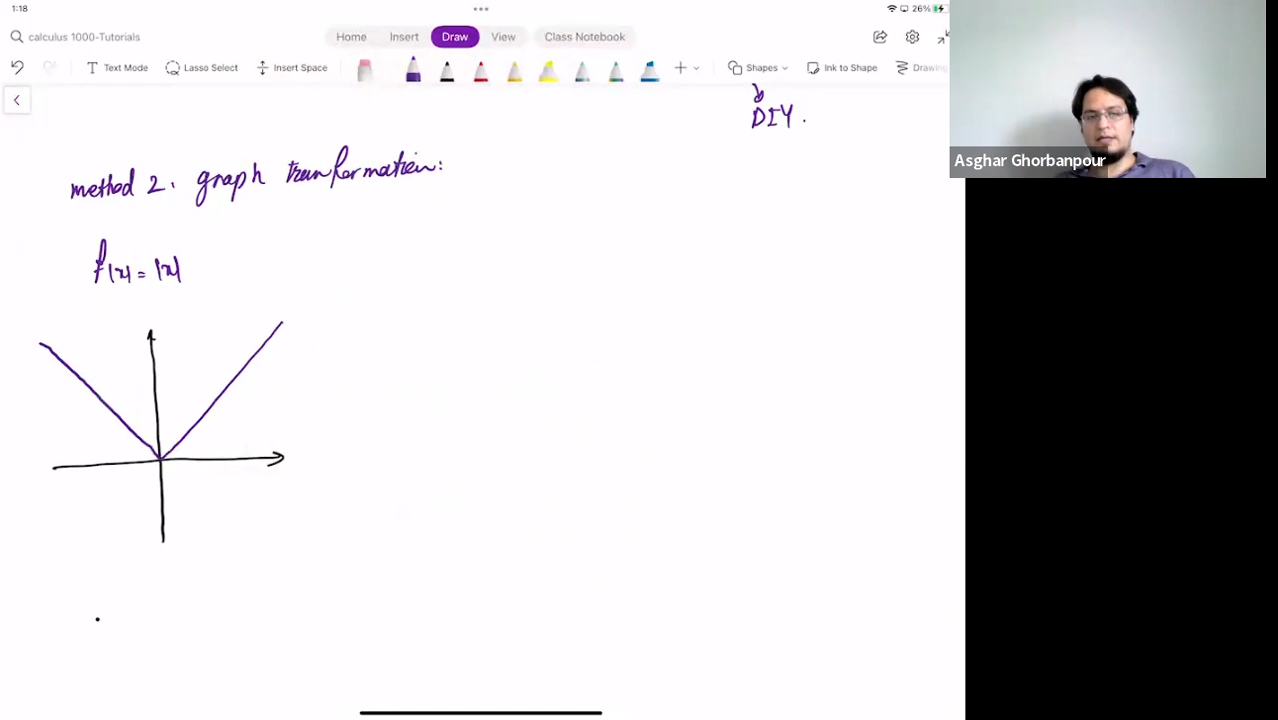 1:18
26%
calculus 1000-Tutorials
Home Insert Draw View Class Notebook
Text Mode Lasso Select Insert Space Shapes Ink to Shape Drawing
Asghar Ghorbanpour
DIY.
method 2. graph transformation:
f(x) = |x|